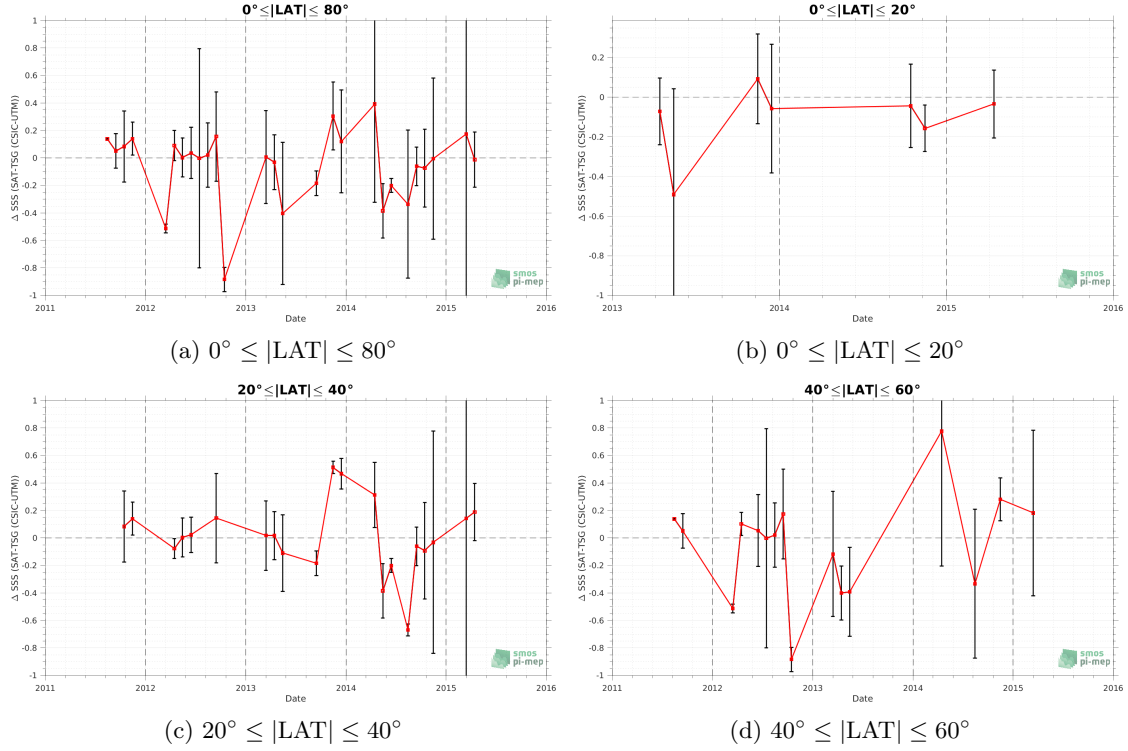 0°≤|LAT|≤ 80°
Δ SSS (SAT-TSG (CSIC-UTM))
1
0.8
0.6
0.4
0.2
0
-0.2
-0.4
-0.6
-0.8
-1
2011 2012 2013 2014 2015 2016
Date
smos
pi-mep
(a) 0° ≤ |LAT| ≤ 80°
0°≤|LAT|≤ 20°
Δ SSS (SAT-TSG (CSIC-UTM))
0.2
0
-0.2
-0.4
-0.6
-0.8
-1
2013 2014 2015 2016
Date
smos
pi-mep
(b) 0° ≤ |LAT| ≤ 20°
20°≤|LAT|≤ 40°
Δ SSS (SAT-TSG (CSIC-UTM))
1
0.8
0.6
0.4
0.2
0
-0.2
-0.4
-0.6
-0.8
-1
2011 2012 2013 2014 2015 2016
Date
smos
pi-mep
(c) 20° ≤ |LAT| ≤ 40°
40°≤|LAT|≤ 60°
Δ SSS (SAT-TSG (CSIC-UTM))
1
0.8
0.6
0.4
0.2
0
-0.2
-0.4
-0.6
-0.8
-1
2011 2012 2013 2014 2015 2016
Date
smos
pi-mep
(d) 40° ≤ |LAT| ≤ 60°